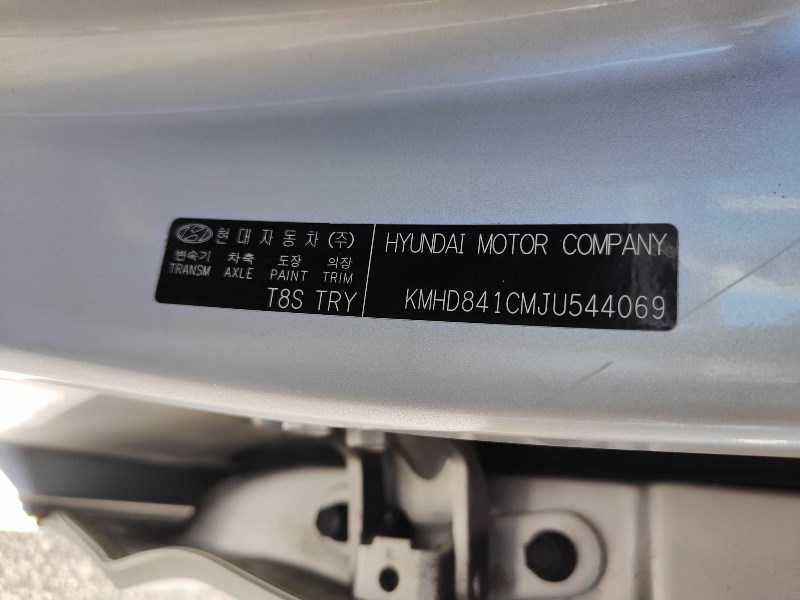 현대자동차(주)
변속기 차축 도장 의장
TRANSM AXLE PAINT TRIM
T8S TRY
HYUNDAI MOTOR COMPANY
KMHD841CMJU544069